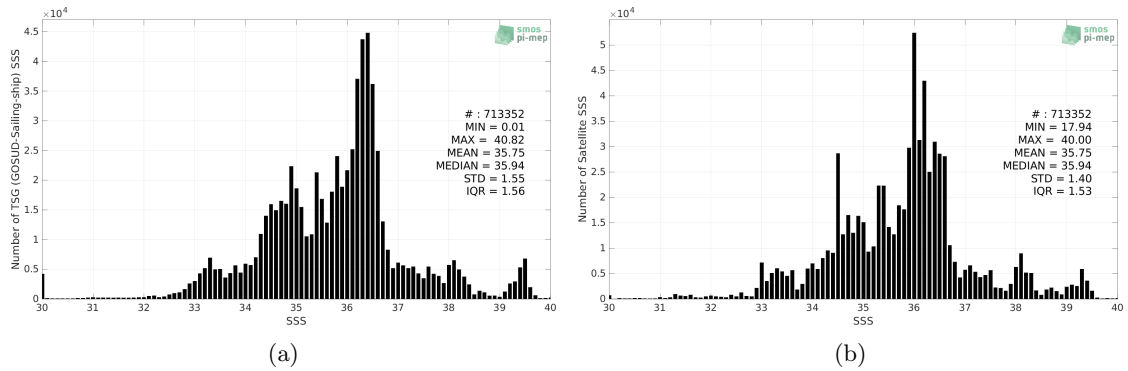 ×10⁴
4.5
4
3.5
3
2.5
2
1.5
1
0.5
0
30 31 32 33 34 35 36 37 38 39 40
SSS
Number of TSG (GOSUD-Sailing-ship) SSS
smos
pi-mep
# : 713352
MIN = 0.01
MAX = 40.82
MEAN = 35.75
MEDIAN = 35.94
STD = 1.55
IQR = 1.56
(a)
×10⁴
5
4.5
4
3.5
3
2.5
2
1.5
1
0.5
0
30 31 32 33 34 35 36 37 38 39 40
SSS
Number of Satellite SSS
smos
pi-mep
# : 713352
MIN = 17.94
MAX = 40.00
MEAN = 35.75
MEDIAN = 35.94
STD = 1.40
IQR = 1.53
(b)